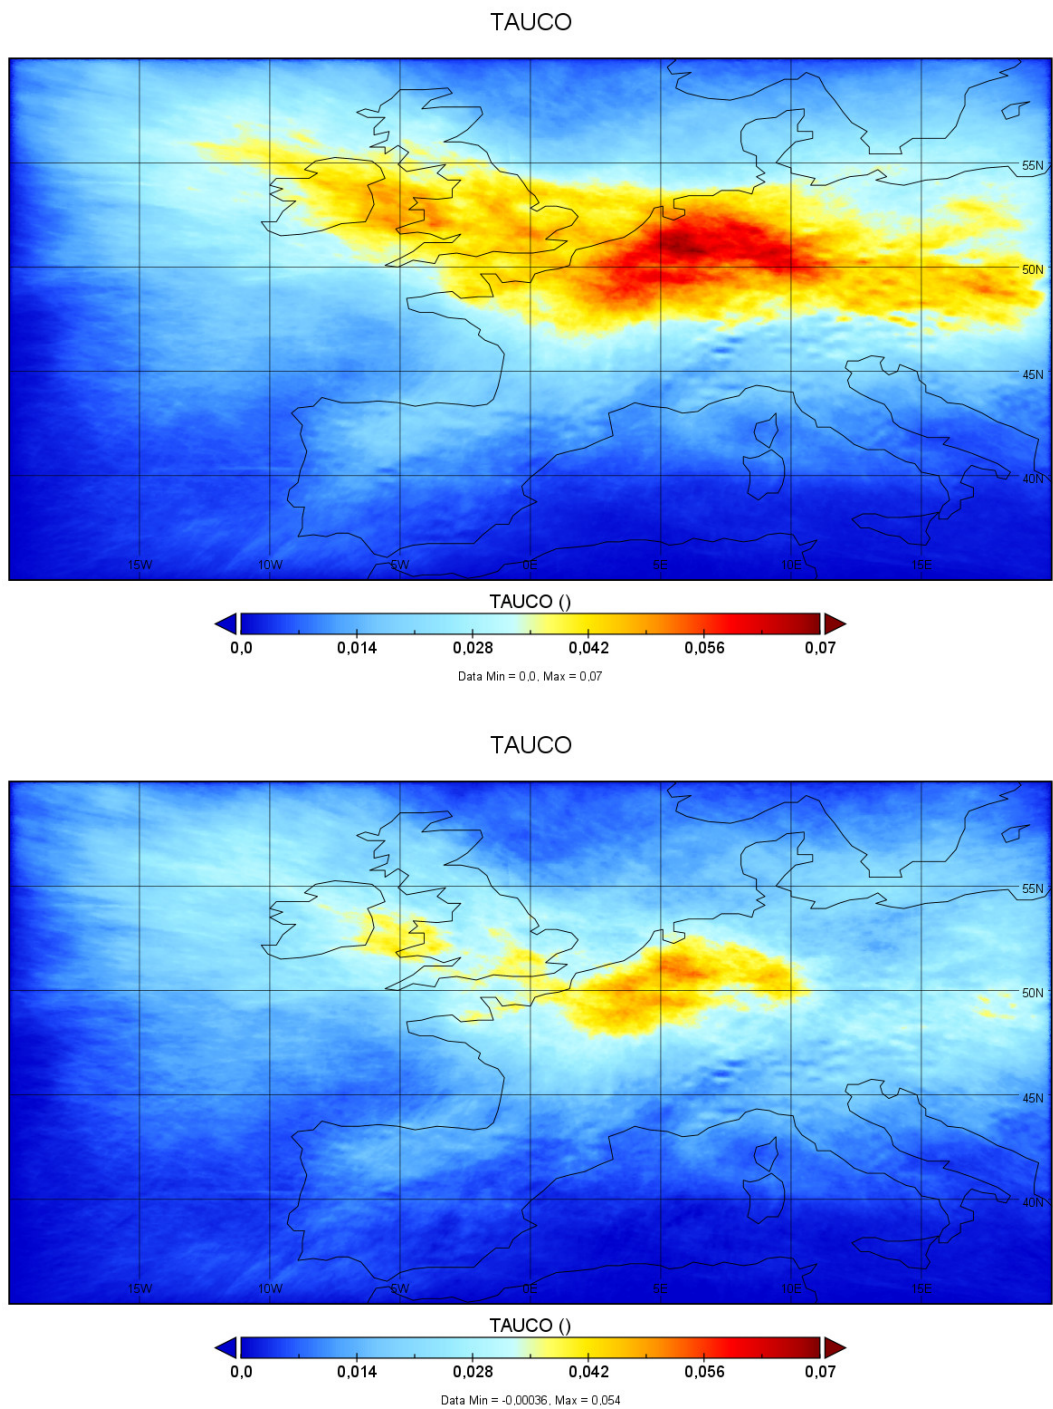 TAUCO
55N
50N
45N
40N
15W 10W 5W 0E 5E 10E 15E
TAUCO ()
0,0 0,014 0,028 0,042 0,056 0,07
Data Min = 0,0, Max = 0,07
TAUCO
55N
50N
45N
40N
15W 10W 5W 0E 5E 10E 15E
TAUCO ()
0,0 0,014 0,028 0,042 0,056 0,07
Data Min = -0,00036, Max = 0,054